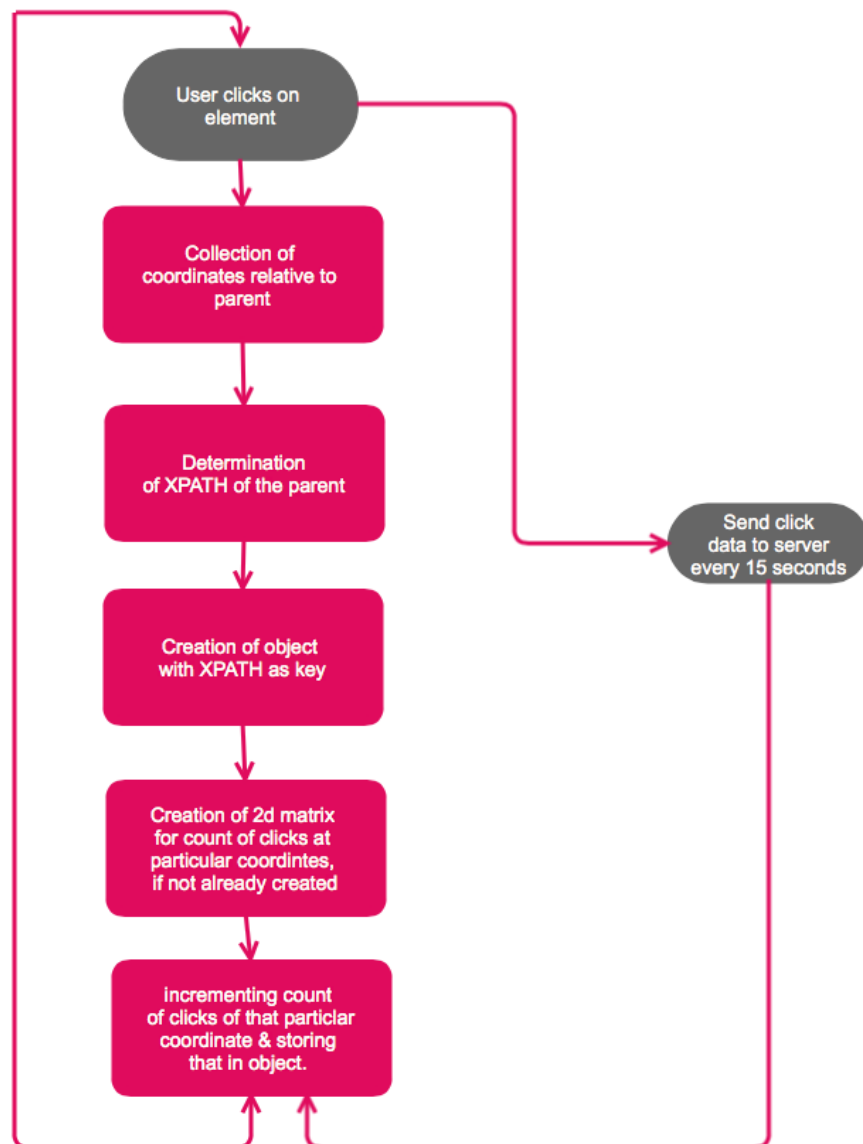 User clicks on
element
Collection of
coordinates relative to
parent
Determination
of XPATH of the parent
Send click
data to server
every 15 seconds
Creation of object
with XPATH as key
Creation of 2d matrix
for count of clicks at
particular coordintes,
if not already created
incrementing count
of clicks of that particlar
coordinate & storing
that in object.